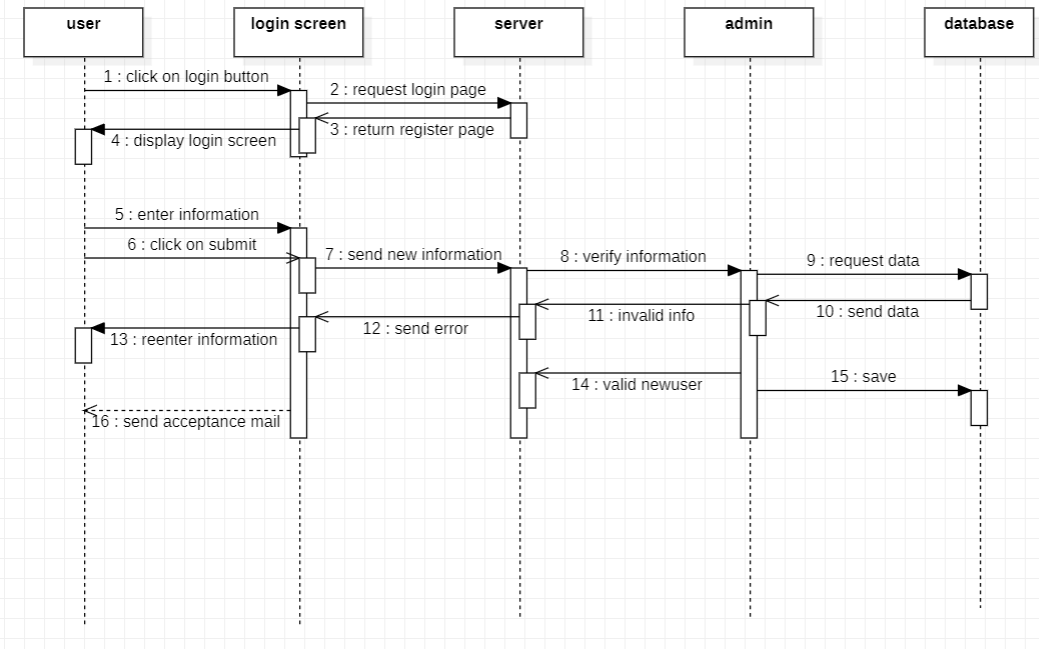 user
login screen
server
admin
database
1 : click on login button
2 : request login page
3 : return register page
4 : display login screen
5 : enter information
6 : click on submit
7 : send new information
8 : verify information
9 : request data
10 : send data
11 : invalid info
12 : send error
13 : reenter information
14 : valid newuser
15 : save
16 : send acceptance mail